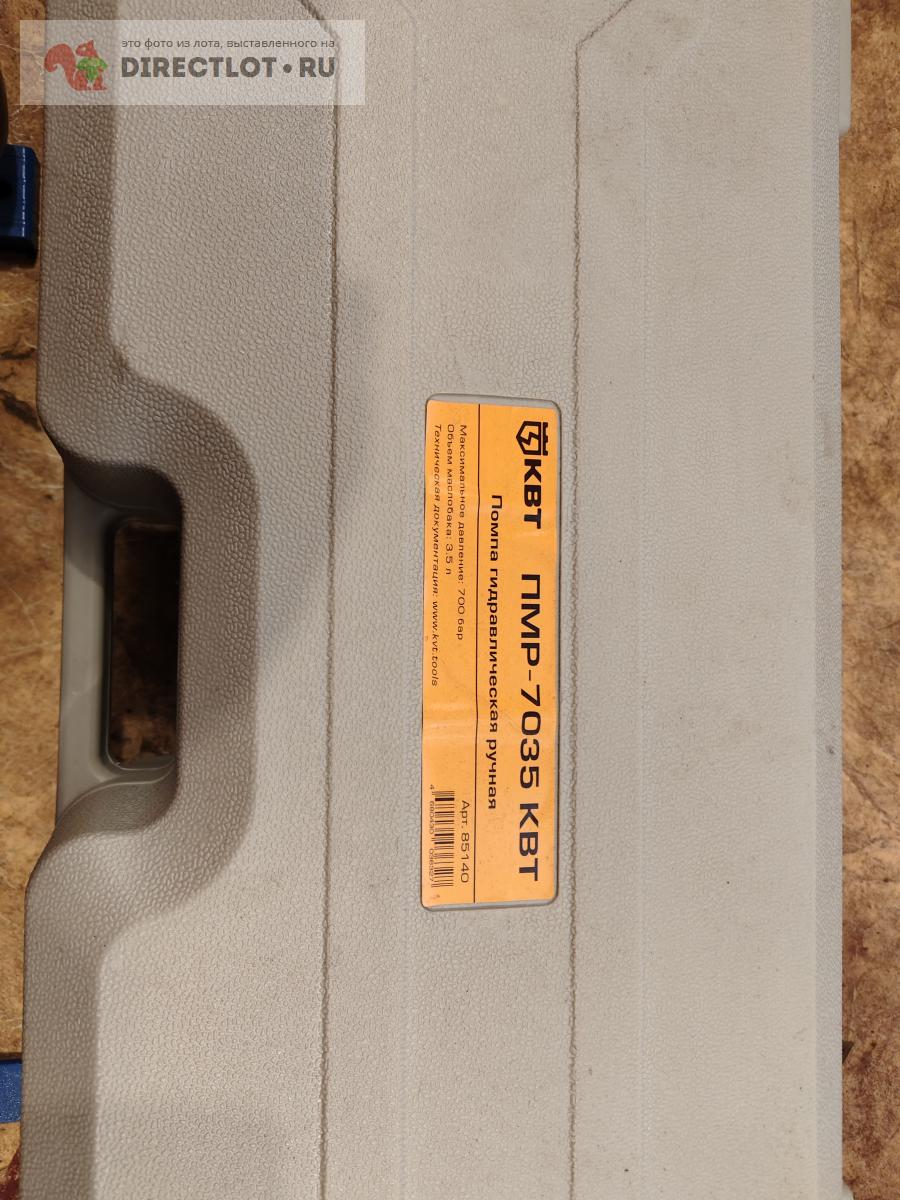 это фото из лота, выставленного на
DIRECTLOT•RU
КВТ ПМР-7035 КВТ
Помпа гидравлическая ручная
Максимальное давление: 700 бар
Объем маслобака: 3.5 л
Техническая документация: www.kvt.tools
Арт. 85140